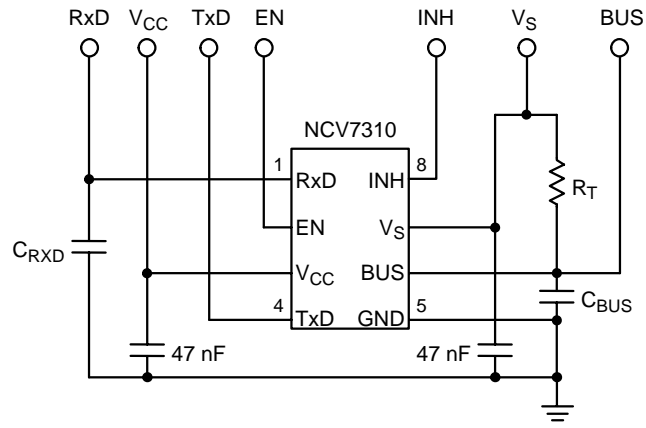 RxD VCC TxD EN INH VS BUS
NCV7310
1 8
RxD INH
RT
EN VS
CRXD
VCC BUS
CBUS
4 5
TxD GND
47 nF 47 nF